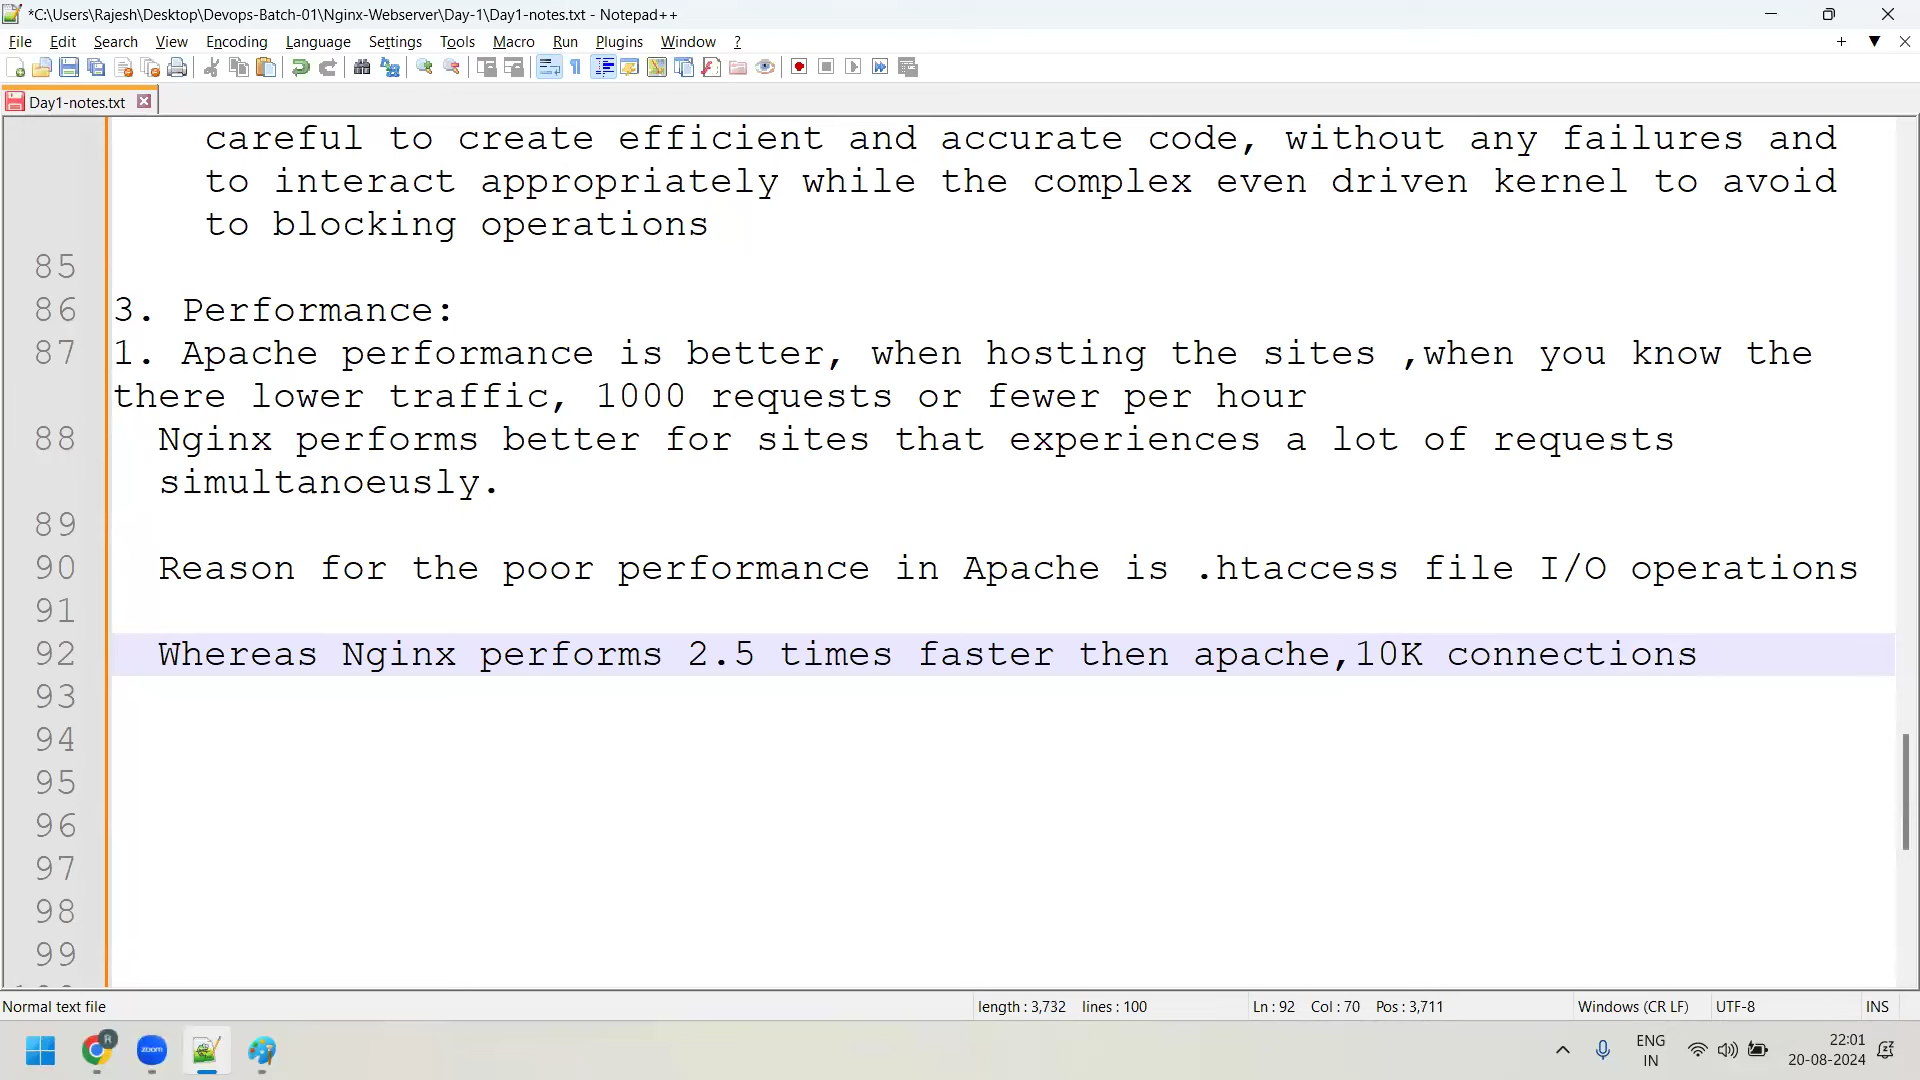 *C:\Users\Rajesh\Desktop\Devops-Batch-01\Nginx-Webserver\Day-1\Day1-notes.txt - Notepad++
File Edit Search View Encoding Language Settings Tools Macro Run Plugins Window ?
Day1-notes.txt
careful to create efficient and accurate code, without any failures and
to interact appropriately while the complex even driven kernel to avoid
to blocking operations
85
86 3. Performance:
87 1. Apache performance is better, when hosting the sites ,when you know the
there lower traffic, 1000 requests or fewer per hour
88 Nginx performs better for sites that experiences a lot of requests
simultanoeusly.
89
90 Reason for the poor performance in Apache is .htaccess file I/O operations
91
92 Whereas Nginx performs 2.5 times faster then apache,10K connections
93
94
95
96
97
98
99
Normal text file length : 3,732 lines : 100 Ln : 92 Col : 70 Pos : 3,711 Windows (CR LF) UTF-8 INS
R
zoom
ENG
IN
22:01
20-08-2024